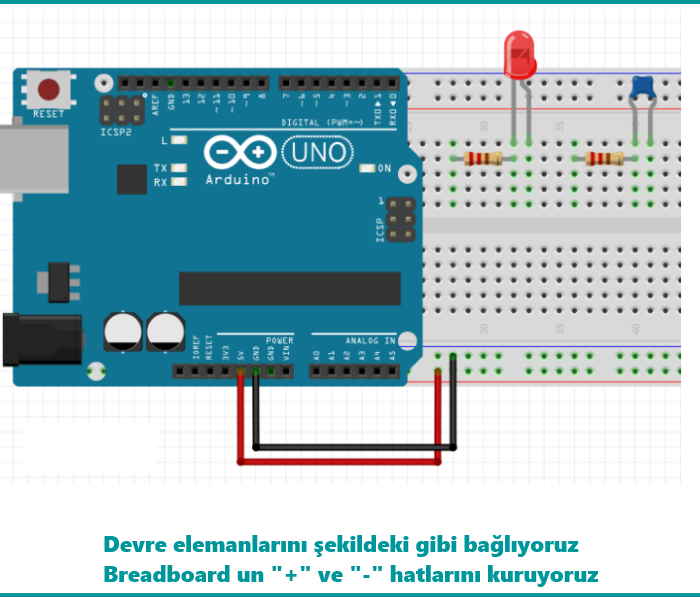 RESET
ICSP2
AREF
GND
13
12
~11
~10
~9
8
7
~6
~5
4
~3
2
TX0▶1
RX0◀0
DIGITAL (PWM=~)
L
TX
RX
UNO
Arduino™
ON
1
ICSP
IOREF
RESET
3V3
5V
GND
GND
VIN
POWER
ANALOG IN
A0
A1
A2
A3
A4
A5
30
35
40
30
35
40
Devre elemanlarını şekildeki gibi bağlıyoruz
Breadboard un "+" ve "-" hatlarını kuruyoruz